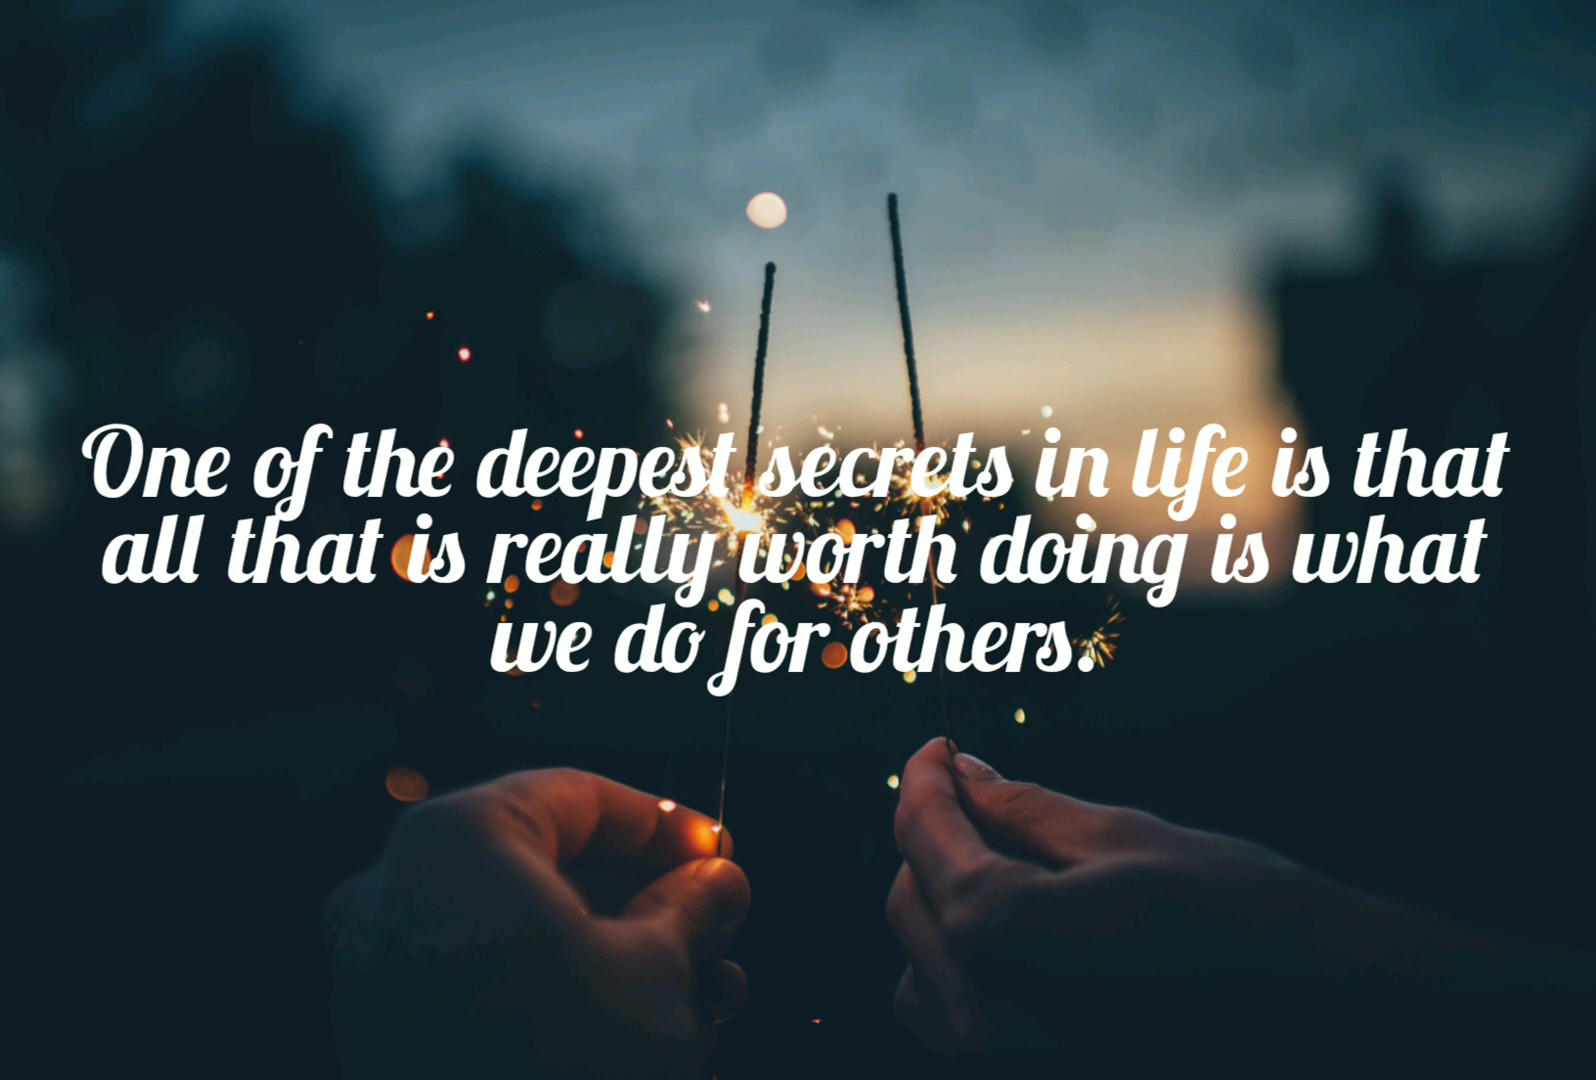 One of the deepest secrets in life is that
all that is really worth doing is what
we do for others.